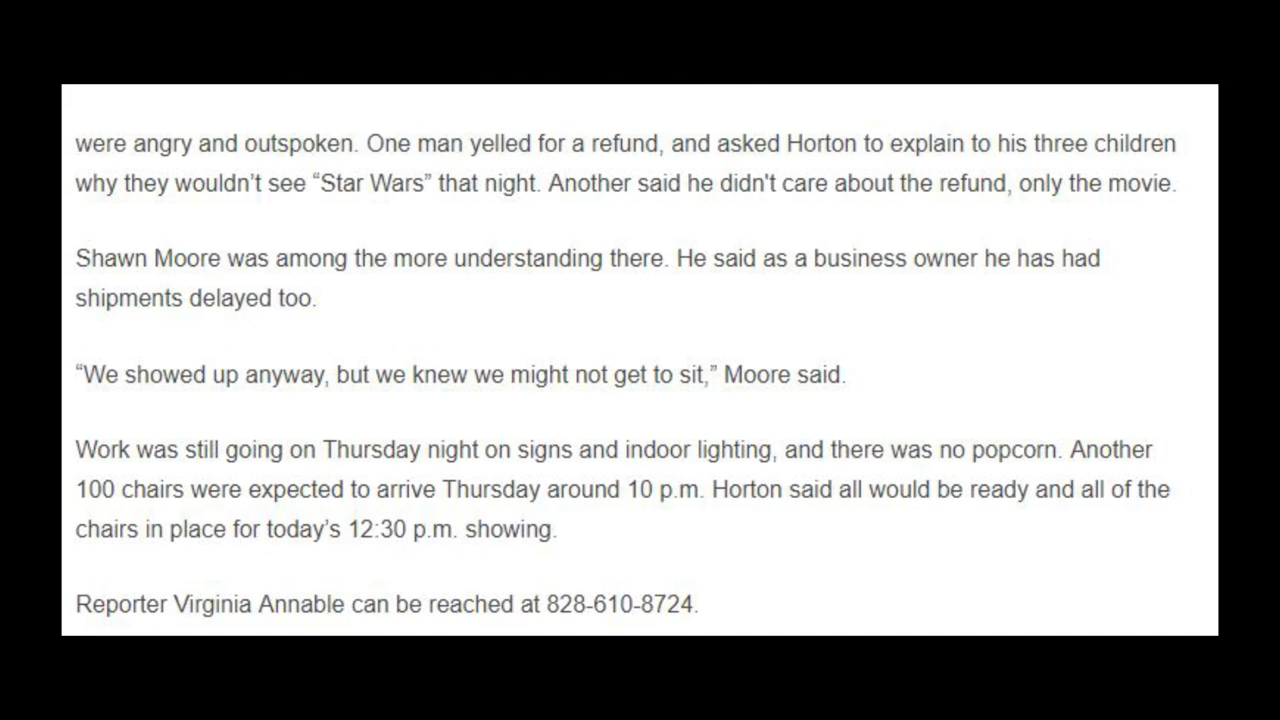 were angry and outspoken. One man yelled for a refund, and asked Horton to explain to his three children
why they wouldn’t see “Star Wars” that night. Another said he didn't care about the refund, only the movie.
Shawn Moore was among the more understanding there. He said as a business owner he has had
shipments delayed too.
“We showed up anyway, but we knew we might not get to sit,” Moore said.
Work was still going on Thursday night on signs and indoor lighting, and there was no popcorn. Another
100 chairs were expected to arrive Thursday around 10 p.m. Horton said all would be ready and all of the
chairs in place for today’s 12:30 p.m. showing.
Reporter Virginia Annable can be reached at 828-610-8724.